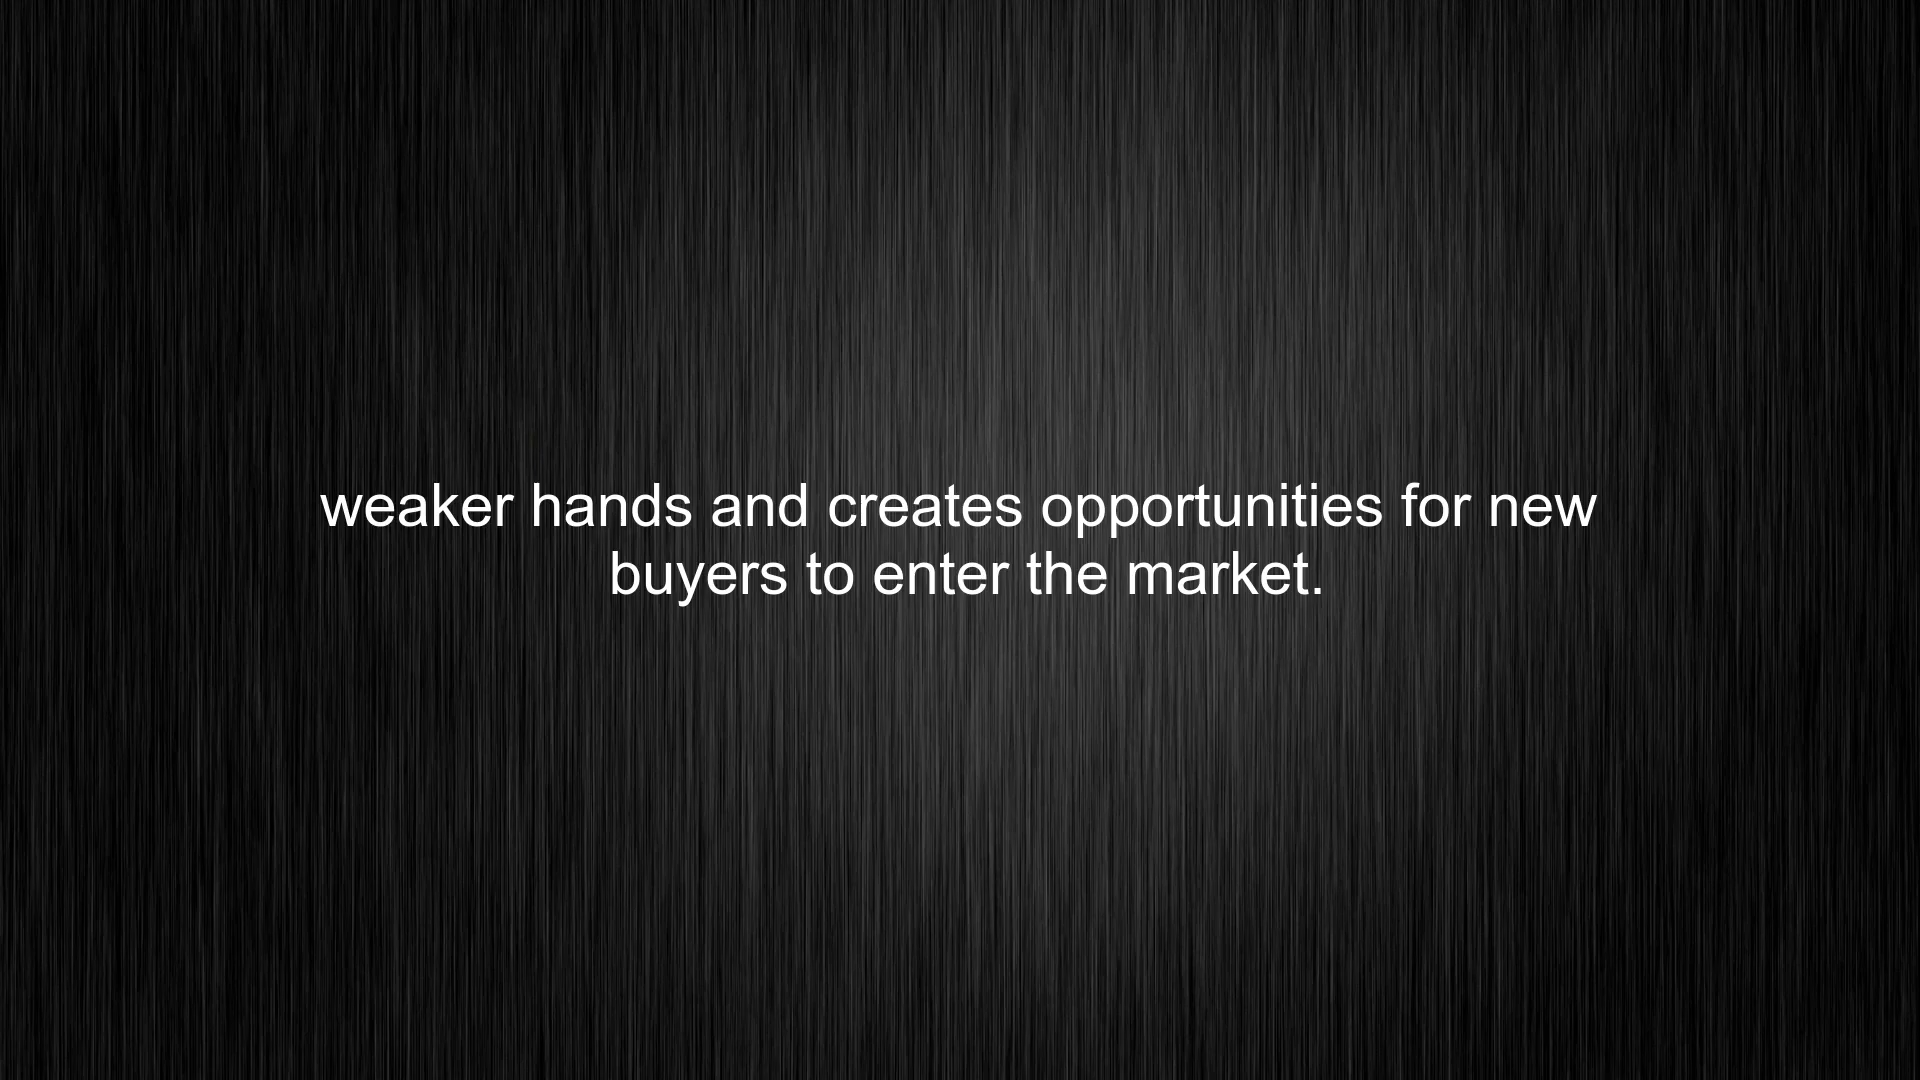 weaker hands and creates opportunities for new
buyers to enter the market.